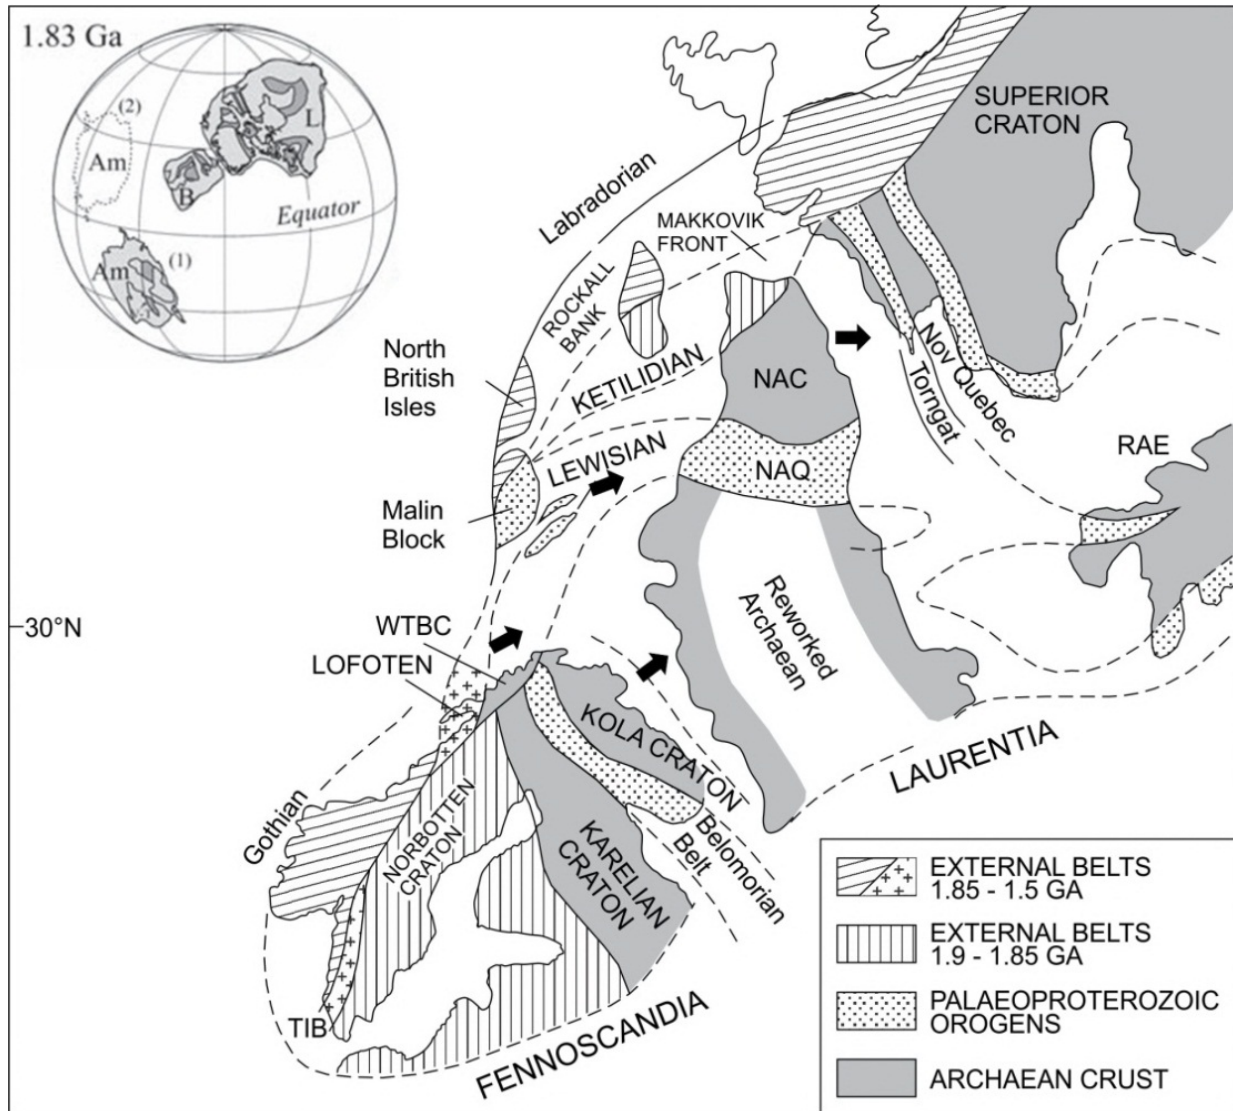 1.83 Ga
(2)
Am
L
B
Equator
Am
(1)
SUPERIOR
CRATON
Labradorian
MAKKOVIK
FRONT
ROCKALL
BANK
North
British
Isles
KETILIDIAN
NAC
Nov Quebec
Torngat
LEWISIAN
NAQ
RAE
Malin
Block
Reworked
Archaean
30°N
WTBC
LOFOTEN
KOLA CRATON
LAURENTIA
Gothian
NORBOTTEN
CRATON
KARELIAN
CRATON
Belomorian
Belt
TIB
FENNOSCANDIA
EXTERNAL BELTS
1.85 - 1.5 GA
EXTERNAL BELTS
1.9 - 1.85 GA
PALAEOPROTEROZOIC
OROGENS
ARCHAEAN CRUST